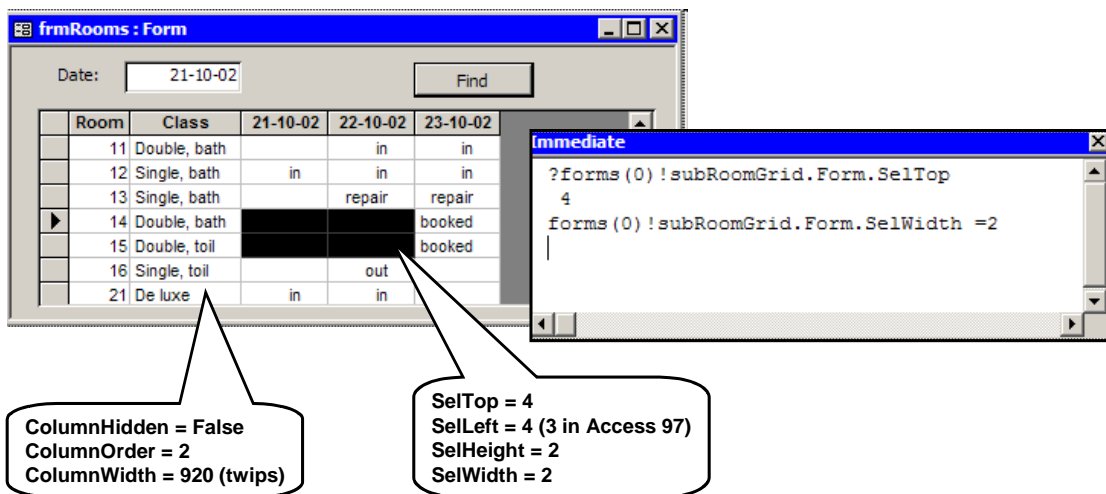 frmRooms : Form
Date: 21-10-02 Find
Room Class 21-10-02 22-10-02 23-10-02
11 Double, bath in in
12 Single, bath in in in
13 Single, bath repair repair
14 Double, bath booked
15 Double, toil booked
16 Single, toil out
21 De luxe in in
Immediate
?forms(0)!subRoomGrid.Form.SelTop
4
forms(0)!subRoomGrid.Form.SelWidth =2
ColumnHidden = False
ColumnOrder = 2
ColumnWidth = 920 (twips)
SelTop = 4
SelLeft = 4 (3 in Access 97)
SelHeight = 2
SelWidth = 2